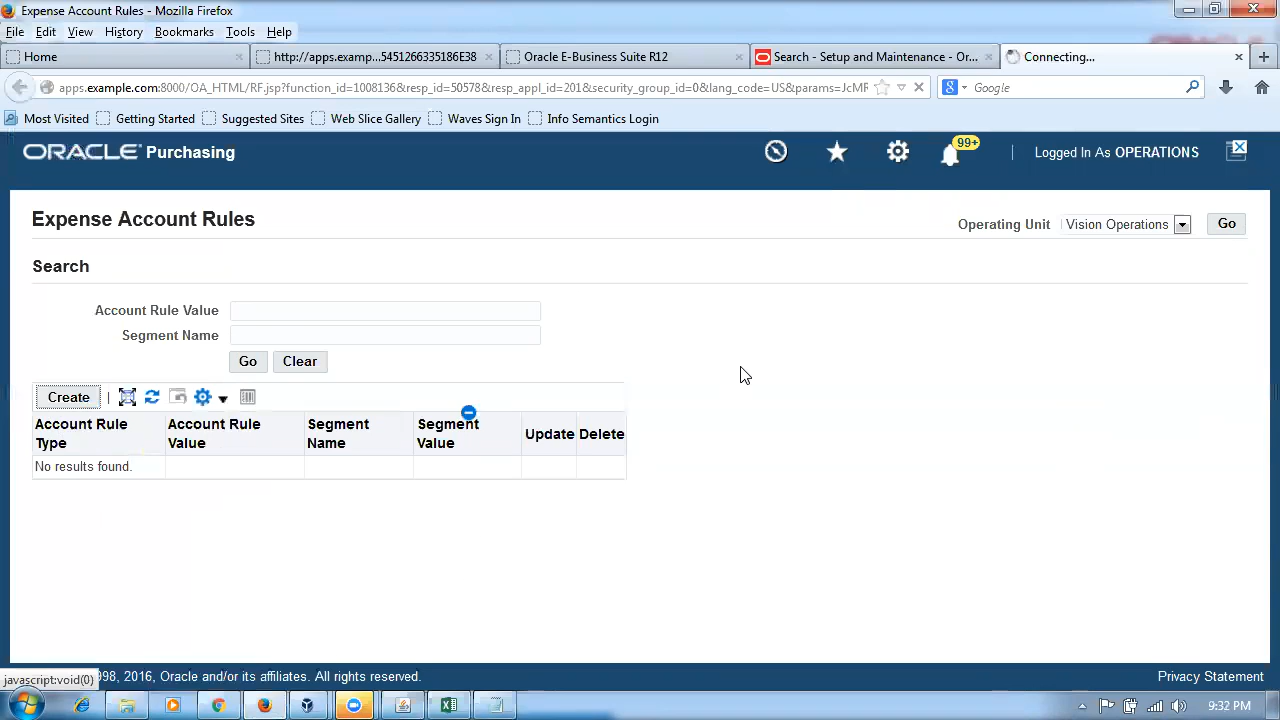 Expense Account Rules - Mozilla Firefox
File Edit View History Bookmarks Tools Help
Home
http://apps.examp...5451266335186E38
Oracle E-Business Suite R12
Search - Setup and Maintenance - Or...
Connecting...
apps.example.com:8000/OA_HTML/RF.jsp?function_id=1008136&resp_id=50578&resp_appl_id=201&security_group_id=0&lang_code=US&params=JcMF
Google
Most Visited Getting Started Suggested Sites Web Slice Gallery Waves Sign In Info Semantics Login
ORACLE Purchasing
99+
Logged In As OPERATIONS
Expense Account Rules
Operating Unit Vision Operations Go
Search
Account Rule Value
Segment Name
Go Clear
Create
Account Rule Type
Account Rule Value
Segment Name
Segment Value
Update
Delete
No results found.
javascript:void(0)
98, 2016, Oracle and/or its affiliates. All rights reserved.
Privacy Statement
9:32 PM